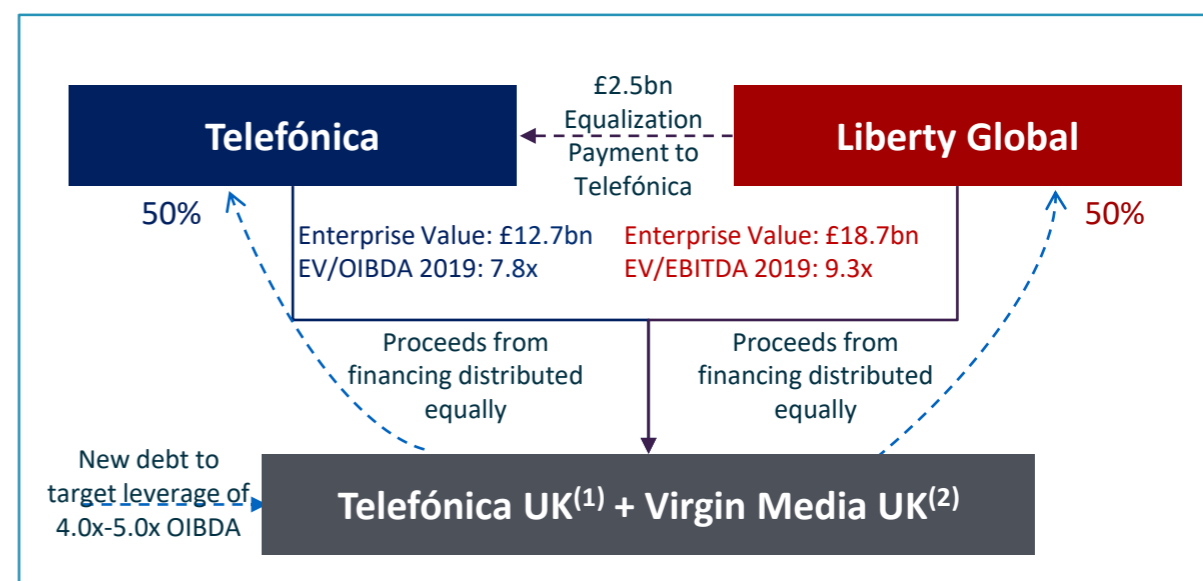 £2.5bn
Equalization
Payment to
Telefónica
Telefónica
Liberty Global
50%
50%
Enterprise Value: £12.7bn
EV/OIBDA 2019: 7.8x
Enterprise Value: £18.7bn
EV/EBITDA 2019: 9.3x
Proceeds from
financing distributed
equally
Proceeds from
financing distributed
equally
New debt to
target leverage of
4.0x-5.0x OIBDA
Telefónica UK(1) + Virgin Media UK(2)